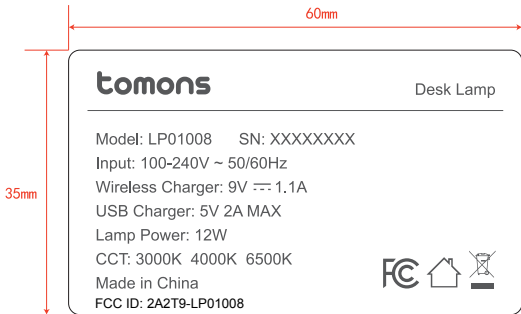 60mm
35mm
tomons
Desk Lamp
Model: LP01008 SN: XXXXXXXX
Input: 100-240V ~ 50/60Hz
Wireless Charger: 9V ⎓ 1.1A
USB Charger: 5V 2A MAX
Lamp Power: 12W
CCT: 3000K 4000K 6500K
Made in China
FCC ID: 2A2T9-LP01008
FC